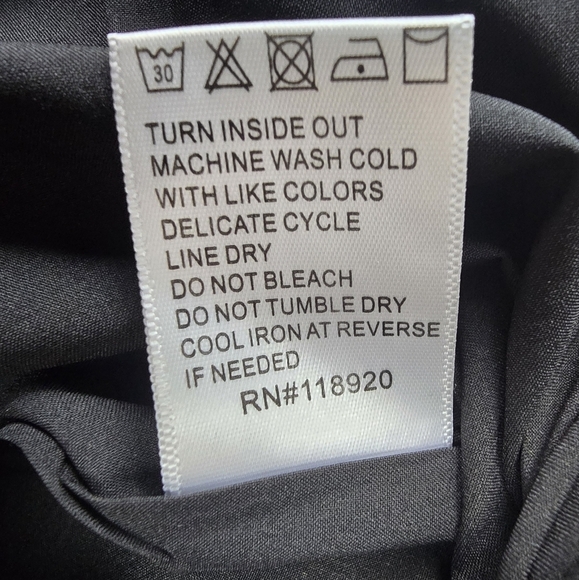 30
TURN INSIDE OUT
MACHINE WASH COLD
WITH LIKE COLORS
DELICATE CYCLE
LINE DRY
DO NOT BLEACH
DO NOT TUMBLE DRY
COOL IRON AT REVERSE
IF NEEDED
RN#118920